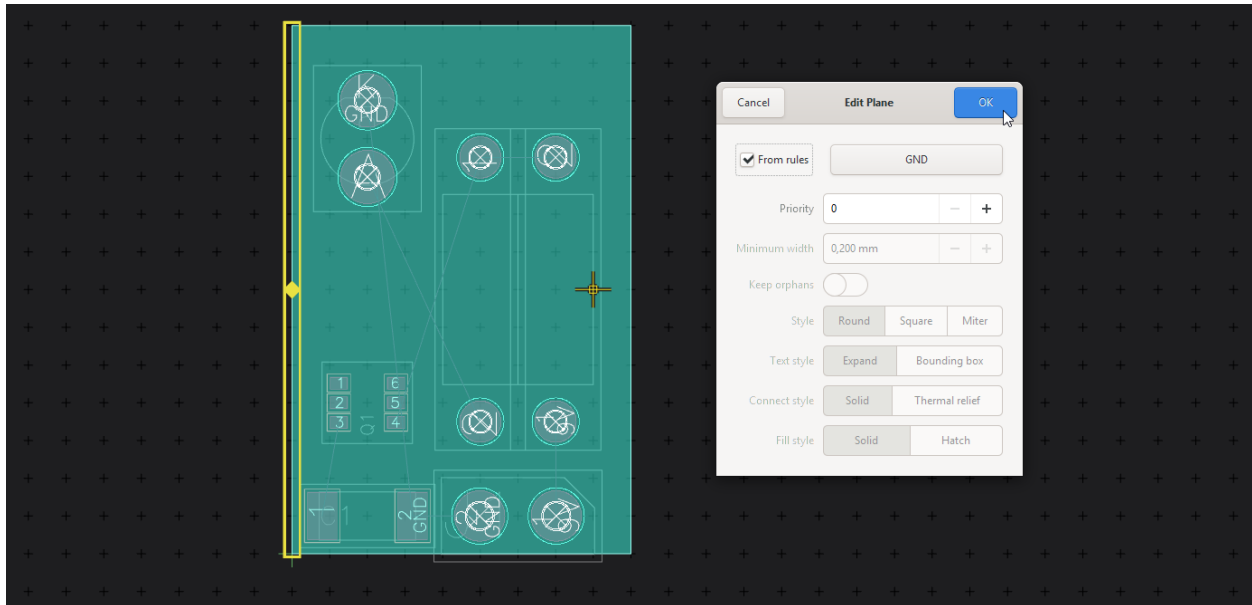 Cancel Edit Plane OK
From rules GND
Priority 0
Minimum width 0,200 mm
Keep orphans
Style Round Square Miter
Text style Expand Bounding box
Connect style Solid Thermal relief
Fill style Solid Hatch
K
GND
A
1
2
3
6
5
4
Q1
1
2
GND
GND